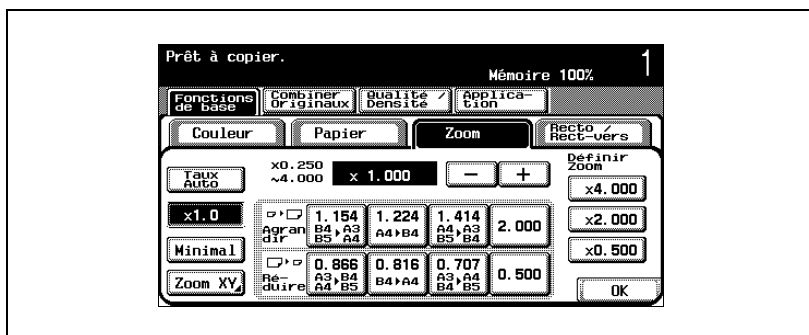 Prêt à copier.
Mémoire 100%
1
Fonctions de base
Combiner Originaux
Qualité / Densité
Applica-tion
Couleur
Papier
Zoom
Recto / Rect-vers
Taux Auto
x0.250 ~4.000
x 1.000
− +
Définir Zoom
x4.000
x1.0
Agran dir
1.154 B4▸A3 B5▸A4
1.224 A4▸B4
1.414 A4▸A3 B5▸B4
2.000
x2.000
Minimal
x0.500
Zoom XY
Ré-duire
0.866 A3▸B4 A4▸B5
0.816 B4▸A4
0.707 A3▸A4 B4▸B5
0.500
OK